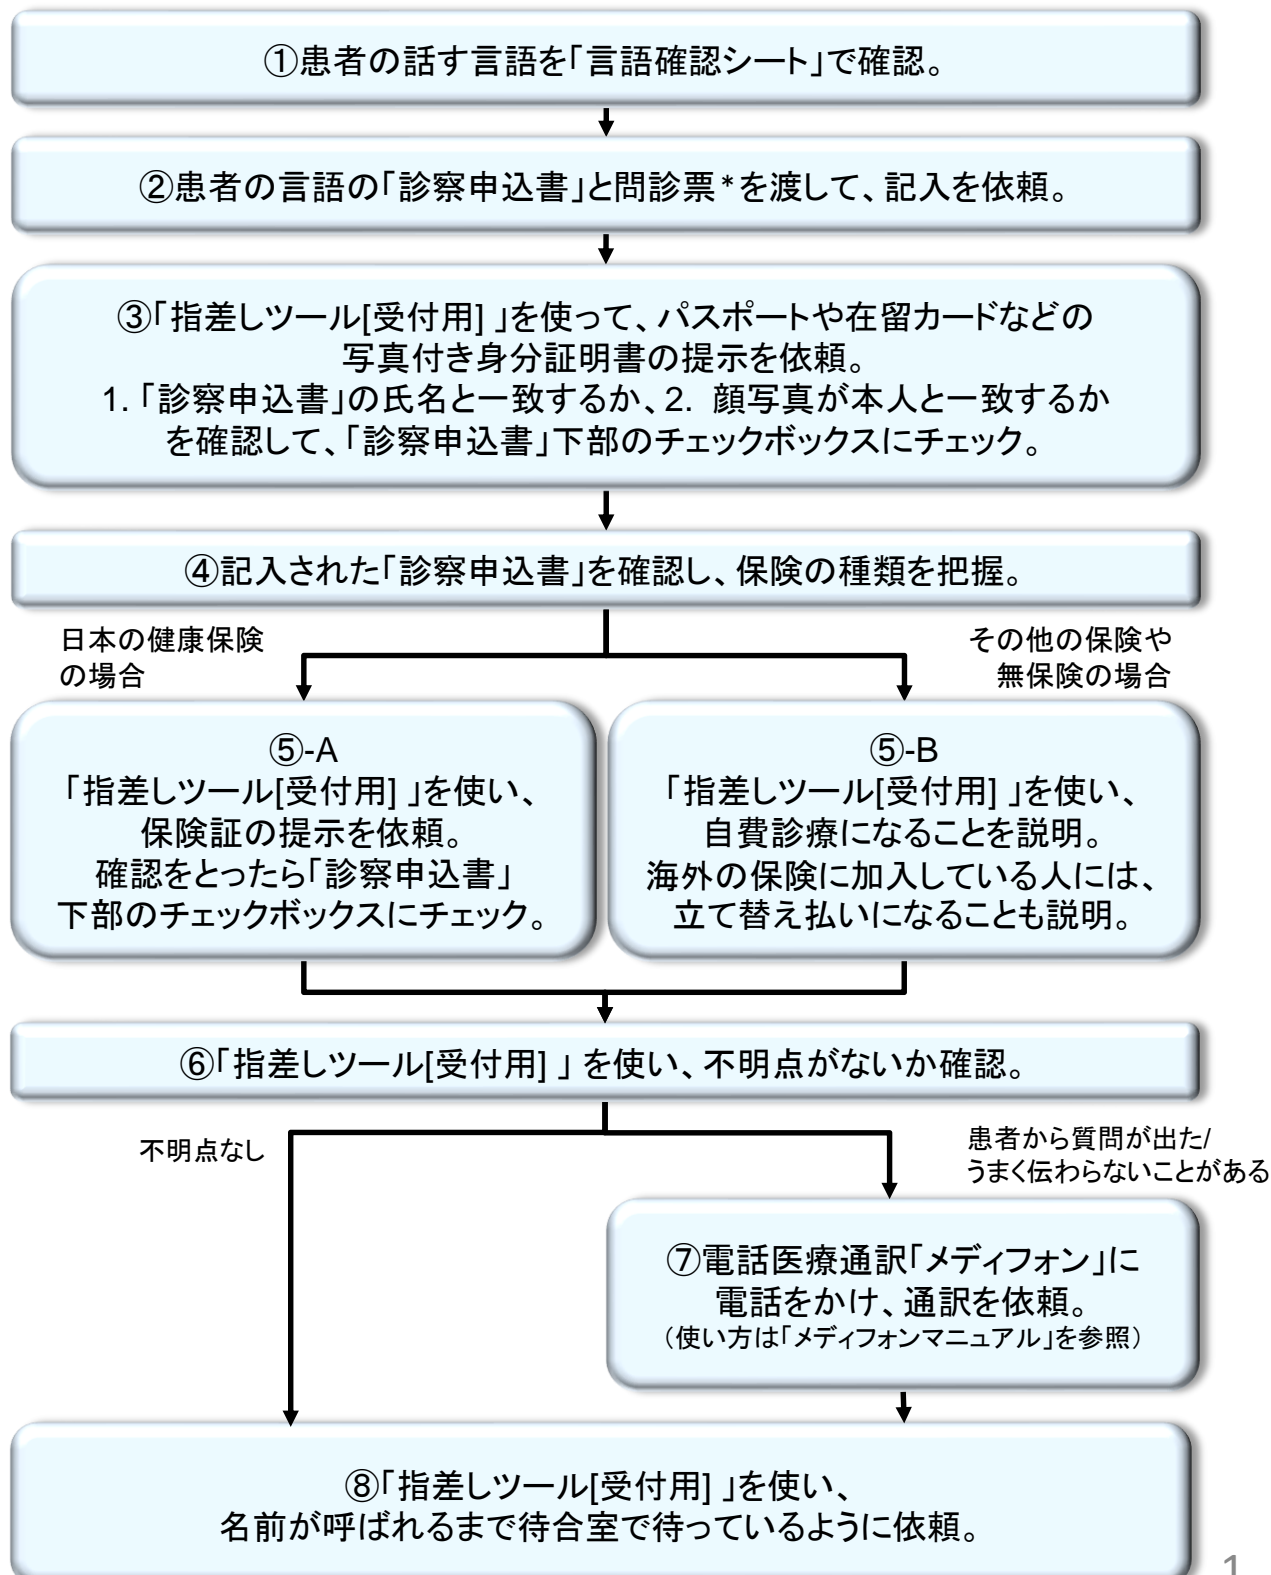 ①患者の話す言語を「言語確認シート」で確認。
②患者の言語の「診察申込書」と問診票*を渡して、記入を依頼。
③「指差しツール[受付用] 」を使って、パスポートや在留カードなどの
写真付き身分証明書の提示を依頼。
1. 「診察申込書」の氏名と一致するか、2. 顔写真が本人と一致するか
を確認して、「診察申込書」下部のチェックボックスにチェック。
④記入された「診察申込書」を確認し、保険の種類を把握。
日本の健康保険
の場合
その他の保険や
無保険の場合
⑤-A
「指差しツール[受付用] 」を使い、
保険証の提示を依頼。
確認をとったら「診察申込書」
下部のチェックボックスにチェック。
⑤-B
「指差しツール[受付用] 」を使い、
自費診療になることを説明。
海外の保険に加入している人には、
立て替え払いになることも説明。
⑥「指差しツール[受付用] 」 を使い、不明点がないか確認。
不明点なし
患者から質問が出た/
うまく伝わらないことがある
⑦電話医療通訳「メディフォン」に
電話をかけ、通訳を依頼。
（使い方は「メディフォンマニュアル」を参照）
⑧「指差しツール[受付用] 」を使い、
名前が呼ばれるまで待合室で待っているように依頼。
1